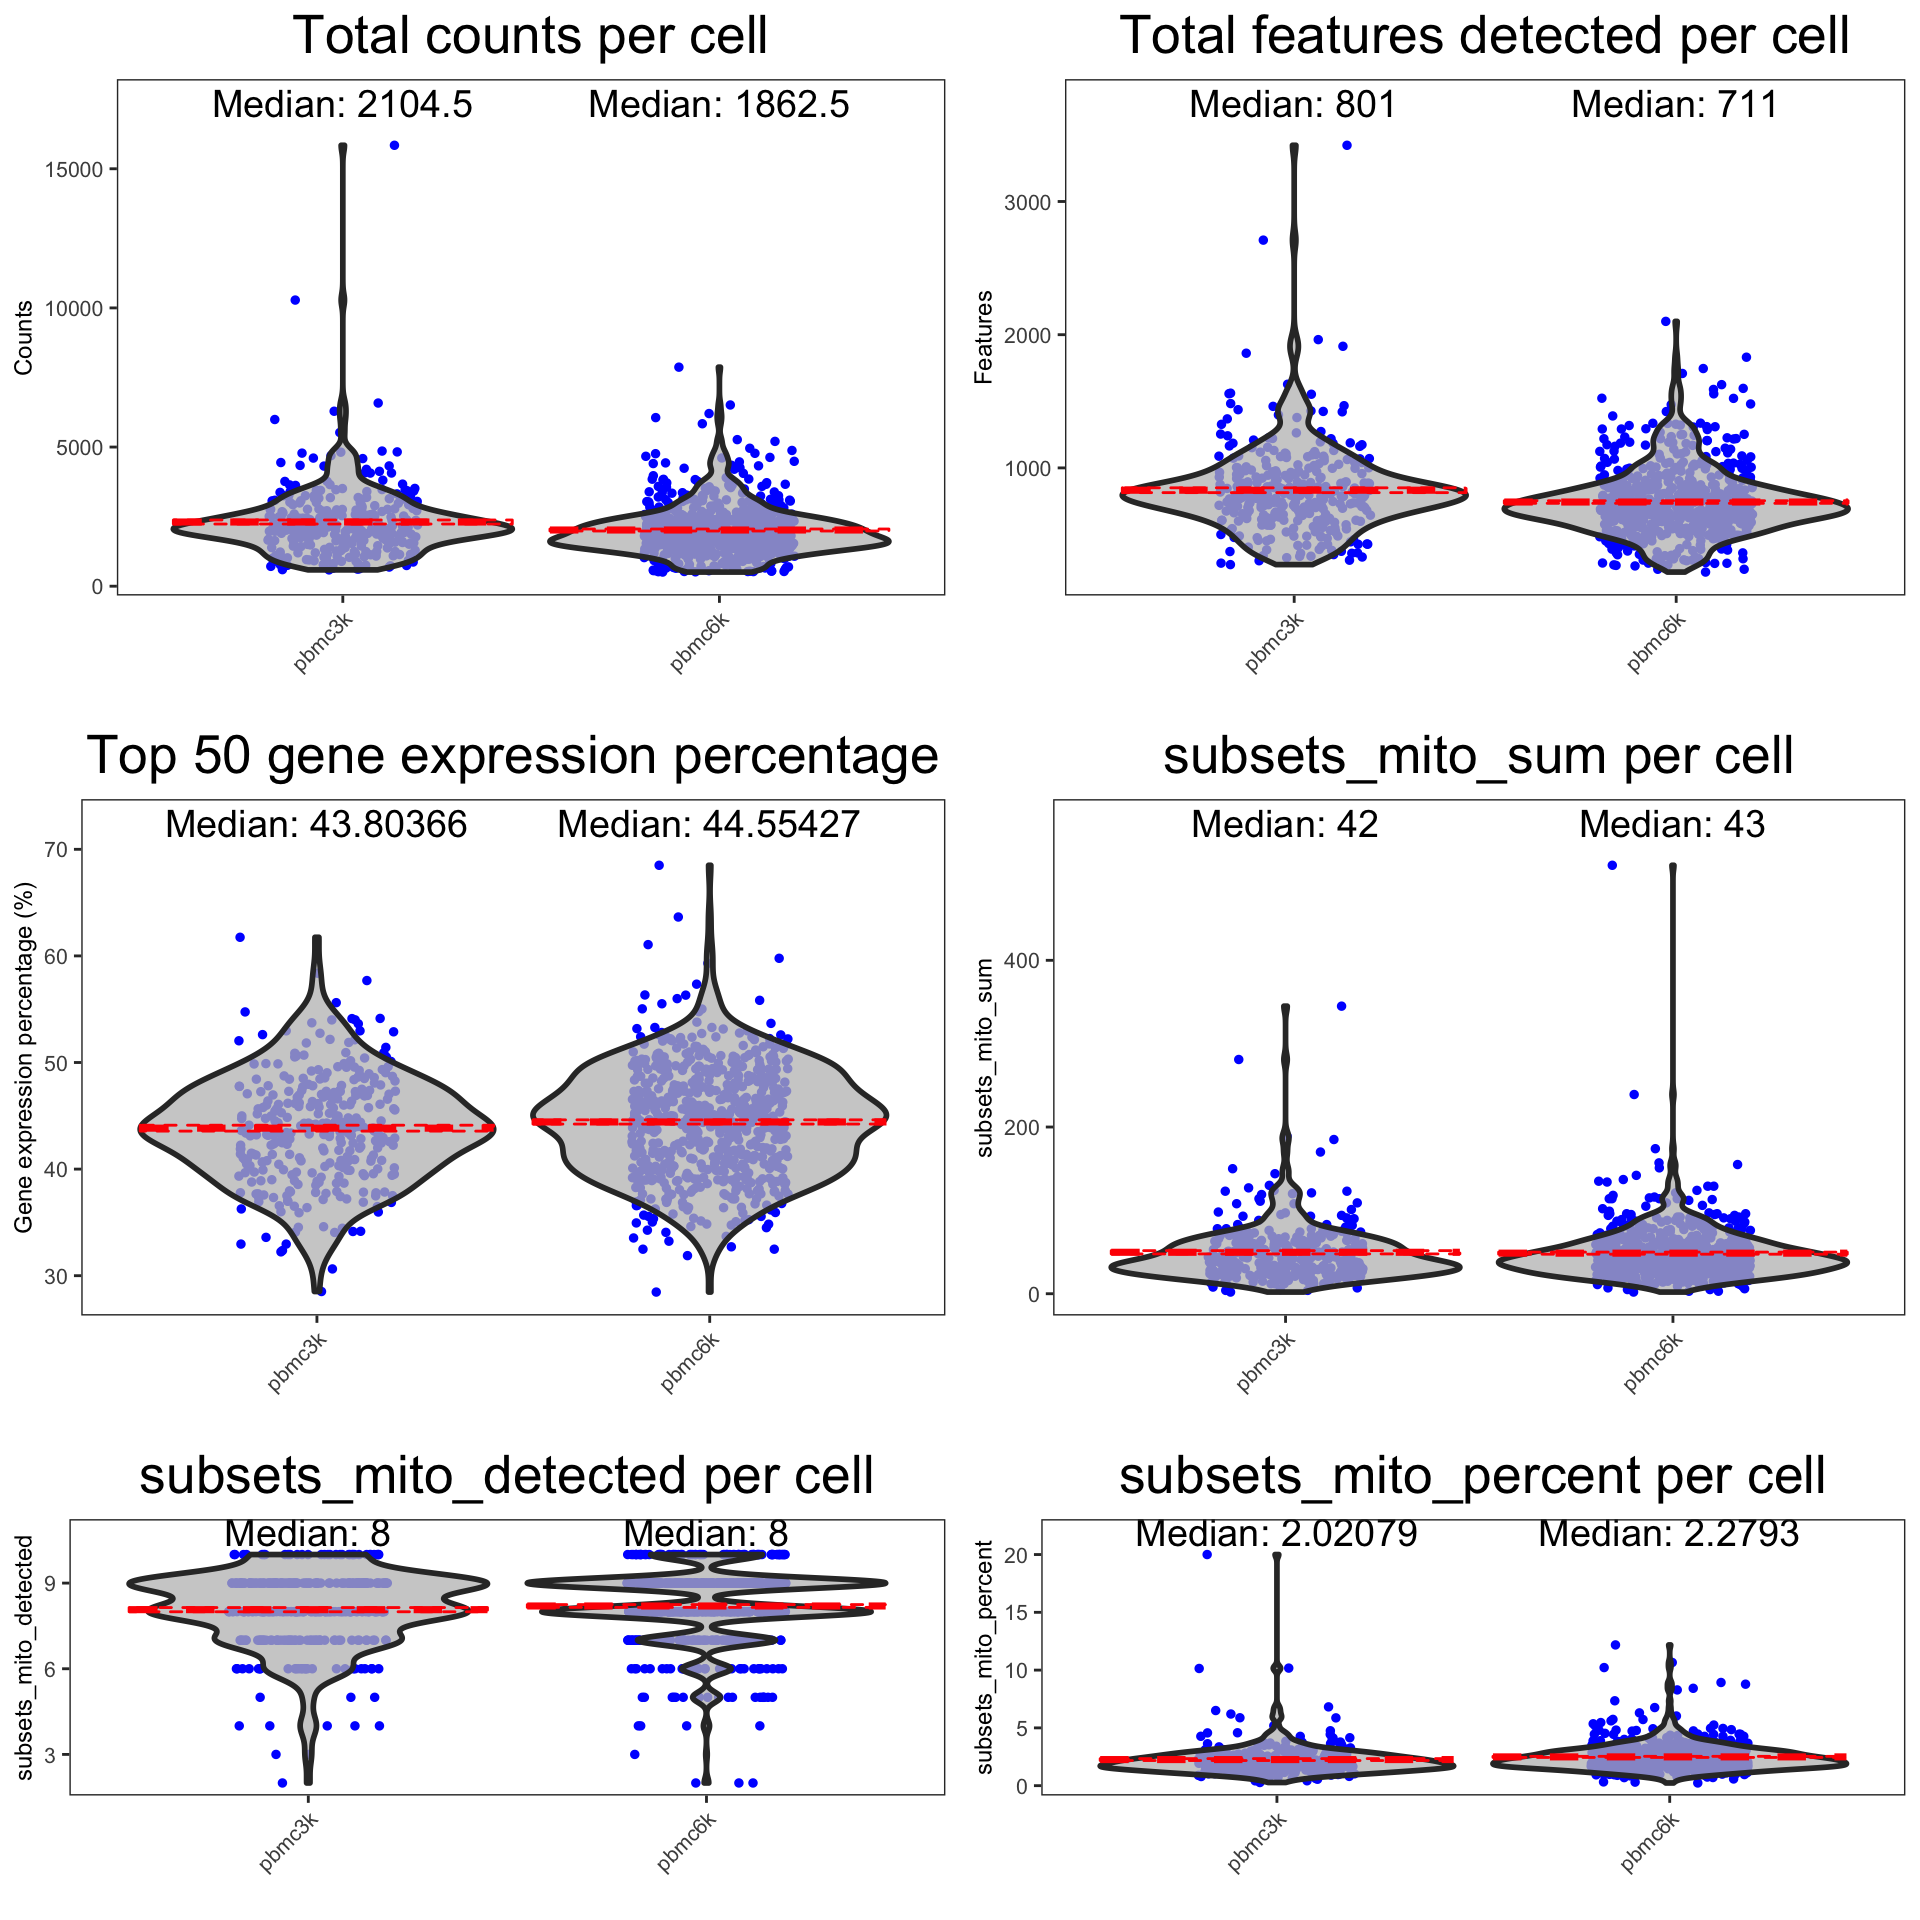 Total counts per cell
Median: 2104.5
Median: 1862.5
Counts
15000
10000
5000
0
pbmc3k
pbmc6k
Total features detected per cell
Median: 801
Median: 711
Features
3000
2000
1000
pbmc3k
pbmc6k
Top 50 gene expression percentage
Median: 43.80366
Median: 44.55427
Gene expression percentage (%)
70
60
50
40
30
pbmc3k
pbmc6k
subsets_mito_sum per cell
Median: 42
Median: 43
subsets_mito_sum
400
200
0
pbmc3k
pbmc6k
subsets_mito_detected per cell
Median: 8
Median: 8
subsets_mito_detected
9
6
3
pbmc3k
pbmc6k
subsets_mito_percent per cell
Median: 2.02079
Median: 2.2793
subsets_mito_percent
20
15
10
5
0
pbmc3k
pbmc6k